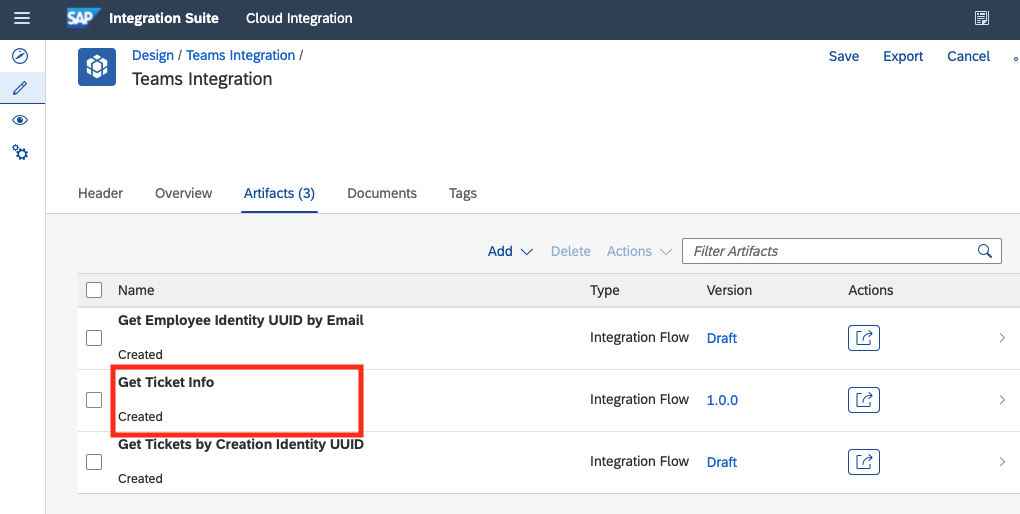 SAP Integration Suite Cloud Integration
Design / Teams Integration /
Teams Integration
Save Export Cancel
Header Overview Artifacts (3) Documents Tags
Add Delete Actions Filter Artifacts
Name Type Version Actions
Get Employee Identity UUID by Email
Created
Integration Flow Draft
Get Ticket Info
Created
Integration Flow 1.0.0
Get Tickets by Creation Identity UUID
Created
Integration Flow Draft